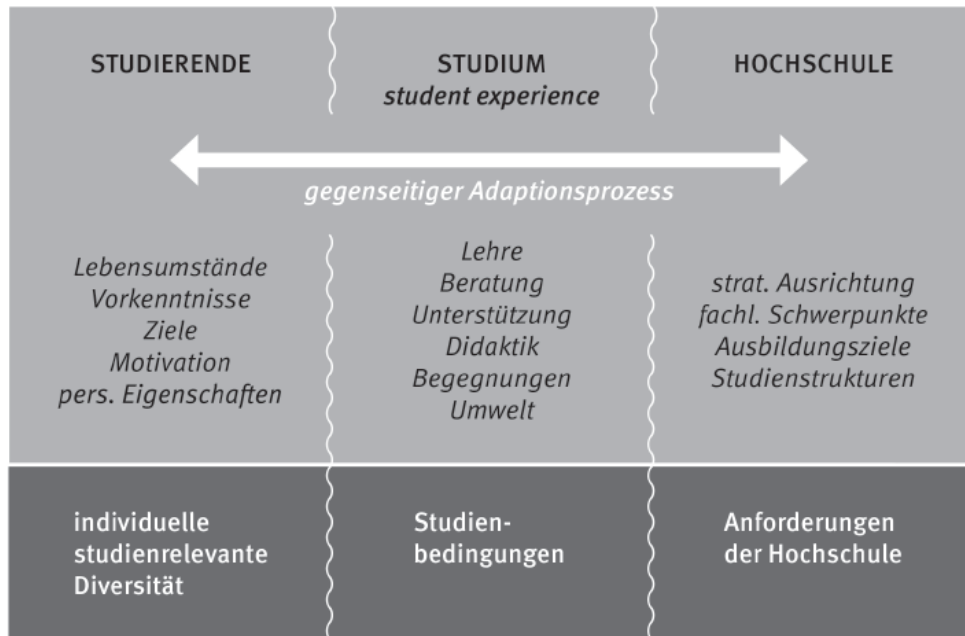 STUDIERENDE
STUDIUM
student experience
HOCHSCHULE
gegenseitiger Adaptionsprozess
Lebensumstände
Vorkenntnisse
Ziele
Motivation
pers. Eigenschaften
Lehre
Beratung
Unterstützung
Didaktik
Begegnungen
Umwelt
strat. Ausrichtung
fachl. Schwerpunkte
Ausbildungsziele
Studienstrukturen
individuelle
studienrelevante
Diversität
Studien-
bedingungen
Anforderungen
der Hochschule